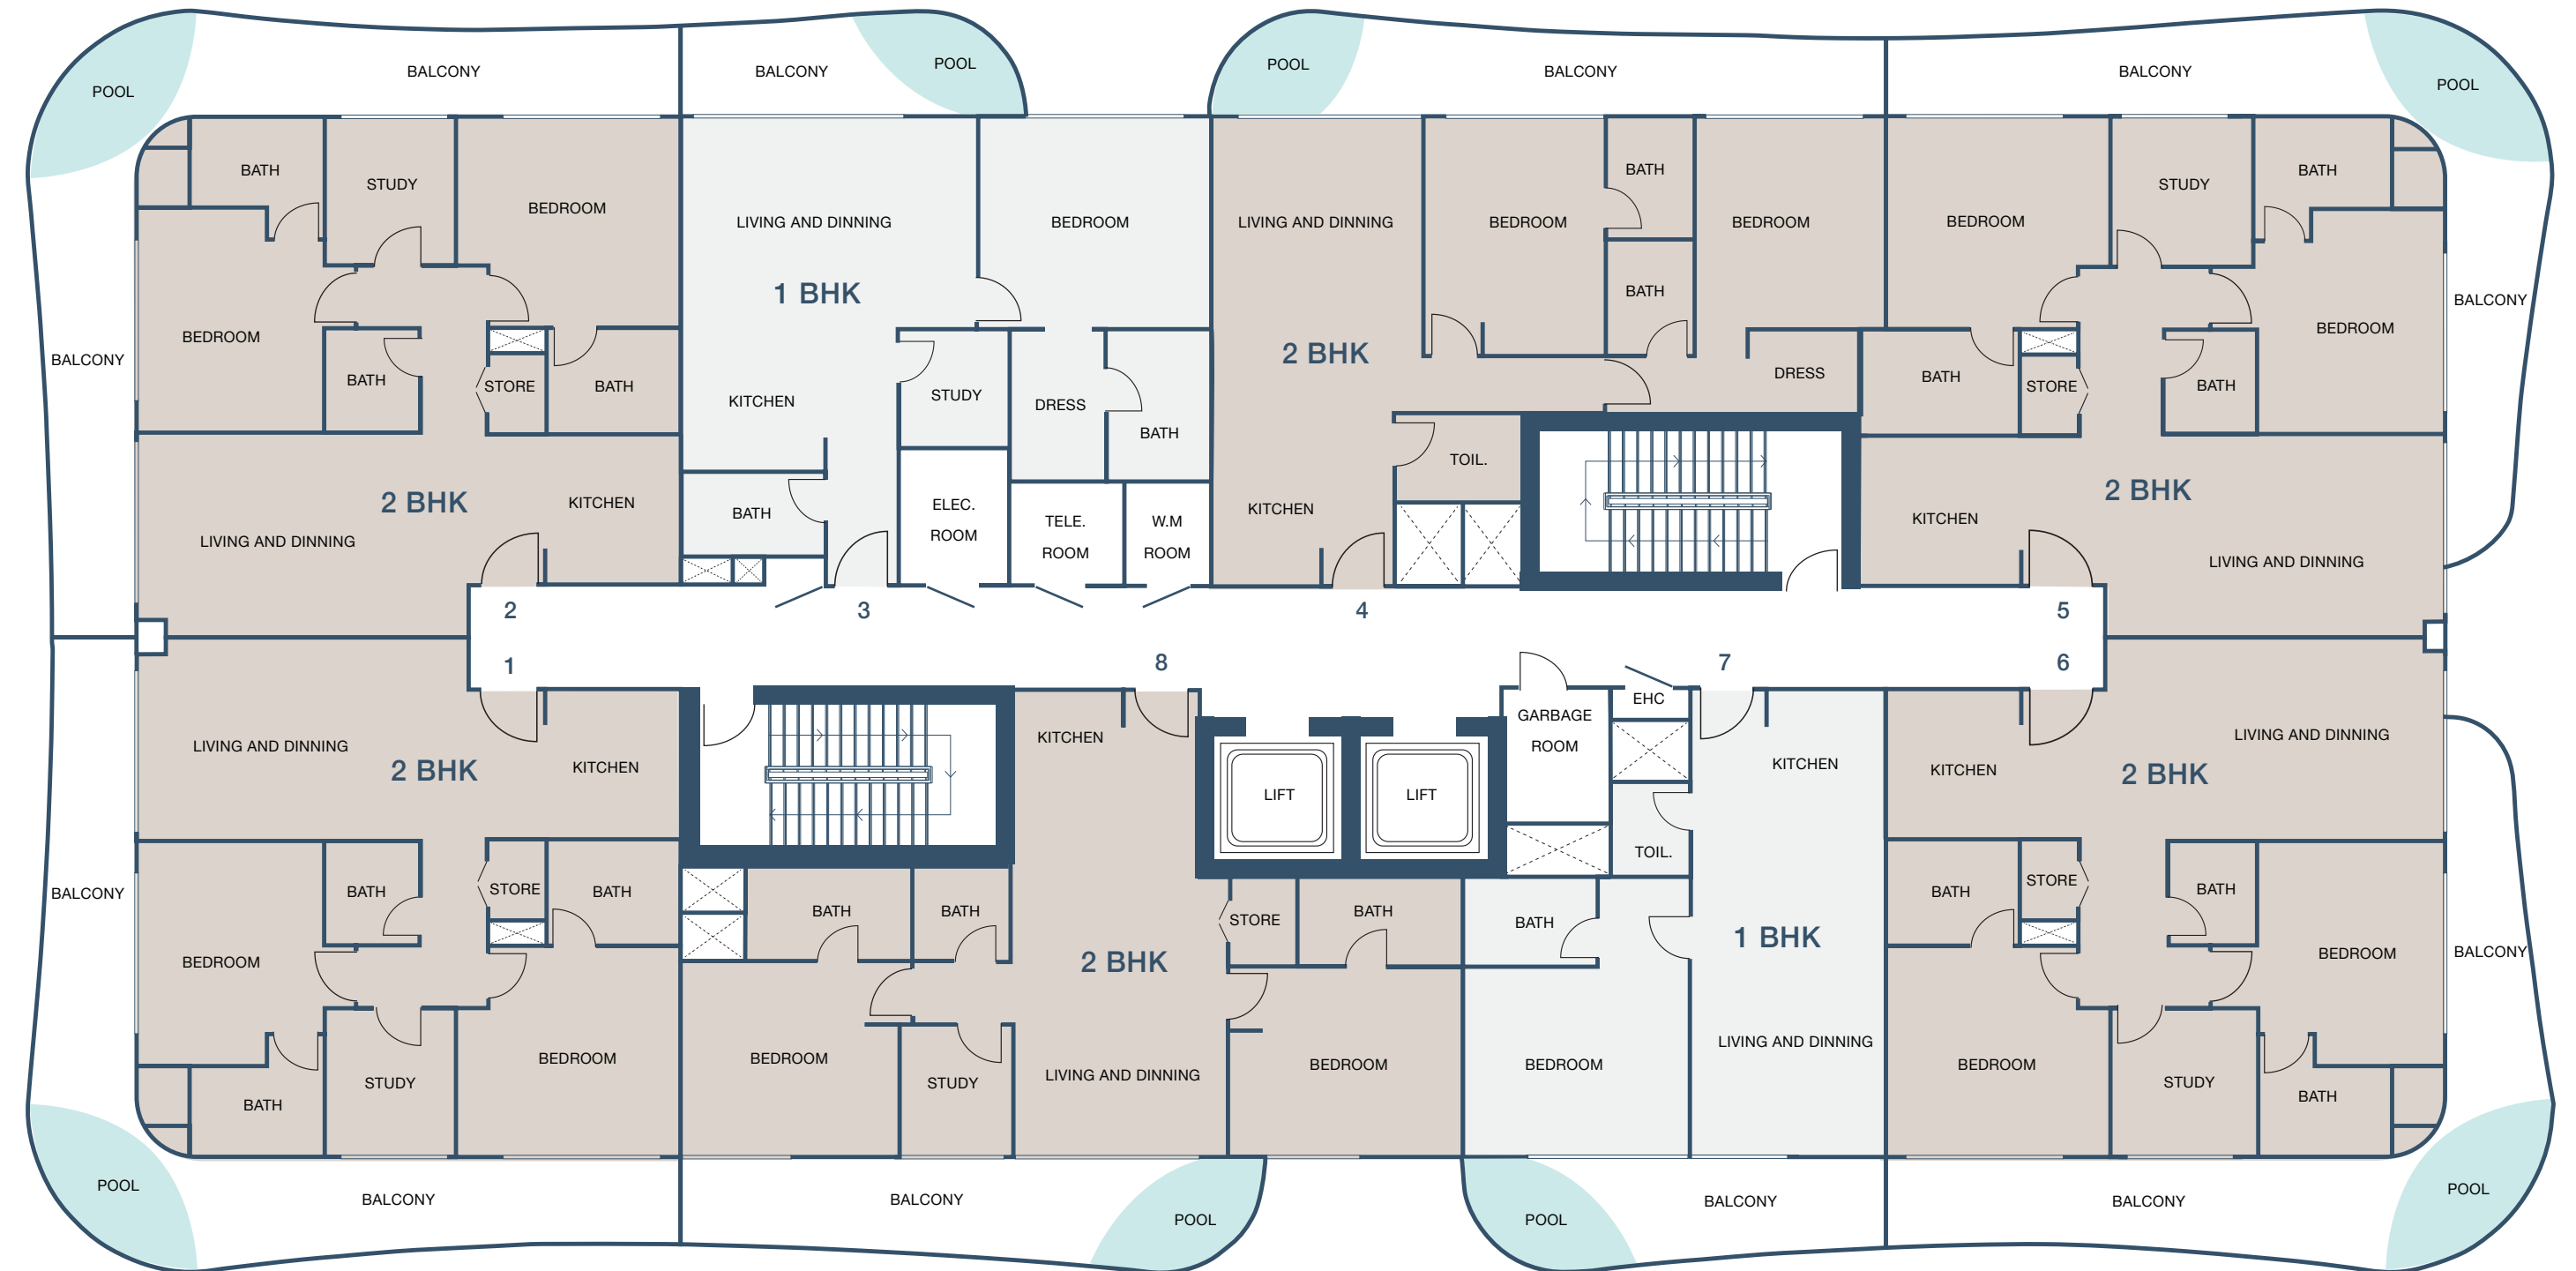 BALCONY
POOL
BALCONY
POOL
POOL
BALCONY
BALCONY
POOL
BATH
STUDY
BEDROOM
LIVING AND DINNING
BEDROOM
1 BHK
LIVING AND DINNING
BEDROOM
BATH
BEDROOM
BATH
2 BHK
DRESS
BEDROOM
STUDY
BATH
BALCONY
BEDROOM
BALCONY
BEDROOM
BATH
STORE
BATH
KITCHEN
STUDY
DRESS
BATH
BATH
STORE
BATH
2 BHK
KITCHEN
LIVING AND DINNING
BATH
ELEC.
ROOM
TELE.
ROOM
W.M
ROOM
KITCHEN
TOIL.
2 BHK
KITCHEN
LIVING AND DINNING
2
3
4
5
1
8
7
6
LIVING AND DINNING
2 BHK
KITCHEN
KITCHEN
LIFT
LIFT
GARBAGE
ROOM
EHC
TOIL.
KITCHEN
KITCHEN
2 BHK
LIVING AND DINNING
BALCONY
BEDROOM
BATH
STORE
BATH
BATH
BATH
2 BHK
STORE
BATH
BATH
1 BHK
BATH
STORE
BATH
BEDROOM
BALCONY
BEDROOM
STUDY
BATH
BEDROOM
STUDY
LIVING AND DINNING
BEDROOM
BEDROOM
LIVING AND DINNING
BEDROOM
STUDY
BATH
POOL
BALCONY
BALCONY
POOL
POOL
BALCONY
BALCONY
POOL